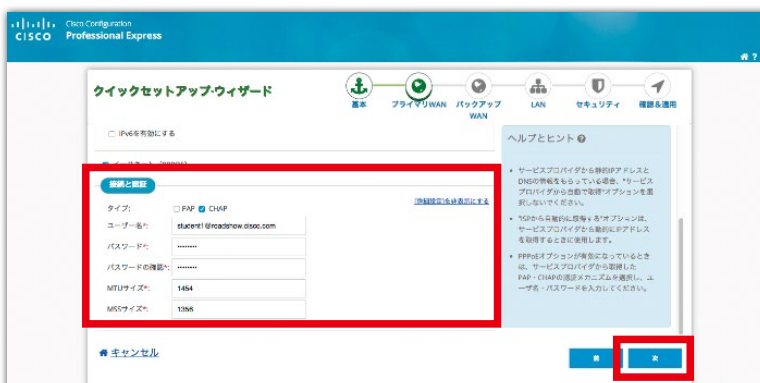 CISCO
Cisco Configuration
Professional Express
?
クイックセットアップ・ウィザード
基本
プライマリWAN
バックアップ
WAN
LAN
セキュリティ
確認&適用
IPv6を有効にする
接続と認証
タイプ:
PAP
CHAP
ユーザー名*:
student1@roadshow.cisco.com
パスワード*:
••••••••
パスワードの確認*:
••••••••
MTUサイズ*:
1454
MSSサイズ*:
1356
キャンセル
ヘルプとヒント
サービスプロバイダから静的IPアドレスと
DNSの情報をもらっている場合、"サービス
プロバイダから自動で取得"オプションを選
択しないでください。
"ISPから自動的に取得する"オプションは、
サービスプロバイダから動的にIPアドレス
を取得するときに使用します。
PPPoEオプションが有効になっているとき
は、サービスプロバイダから取得した
PAP・CHAPの認証メカニズムを選択し、ユ
ーザ名・パスワードを入力してください。
前
次